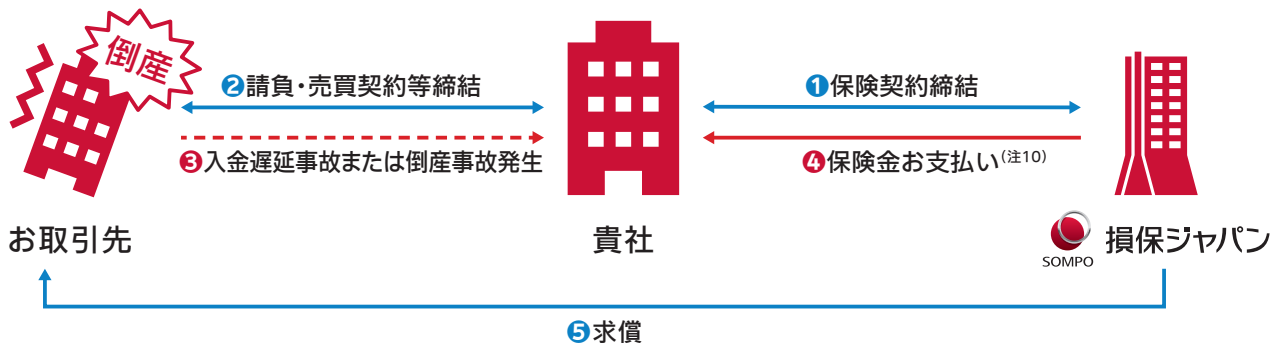 倒産
❷請負・売買契約等締結
❶保険契約締結
❸入金遅延事故または倒産事故発生
❹保険金お支払い(注10)
お取引先
貴社
SOMPO
損保ジャパン
❺求償